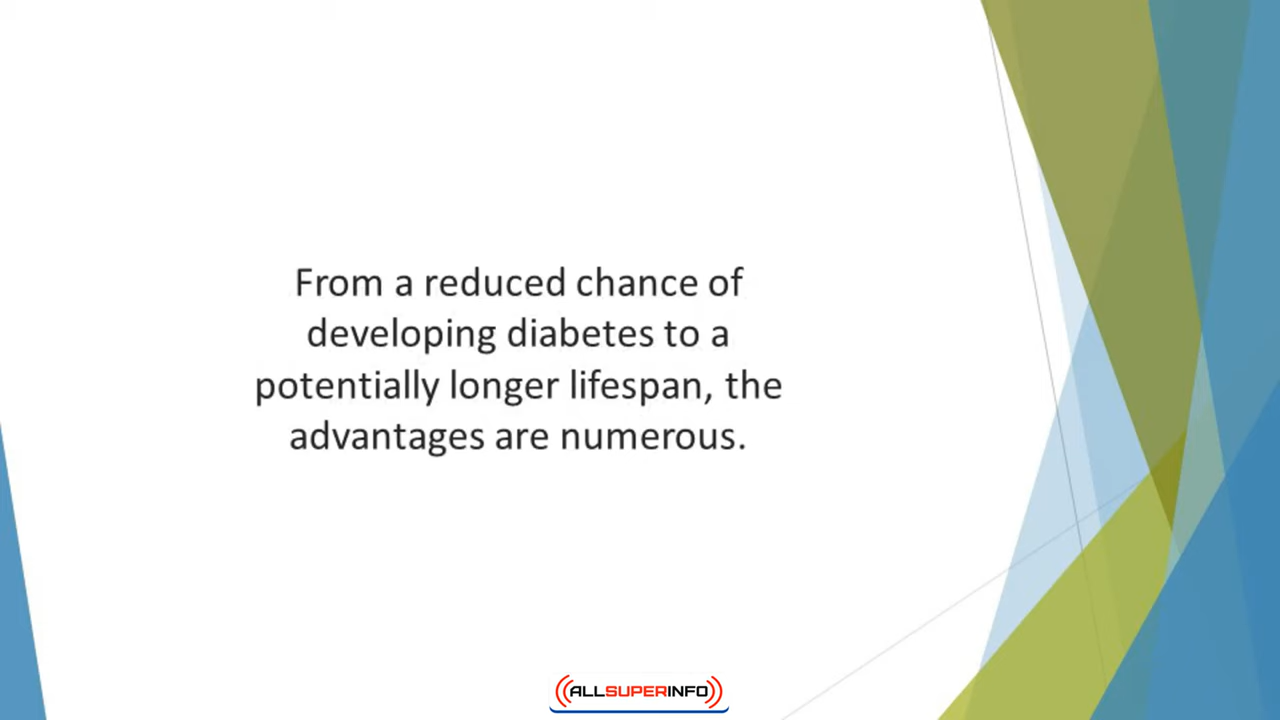 From a reduced chance of
developing diabetes to a
potentially longer lifespan, the
advantages are numerous.
ALLSUPERINFO